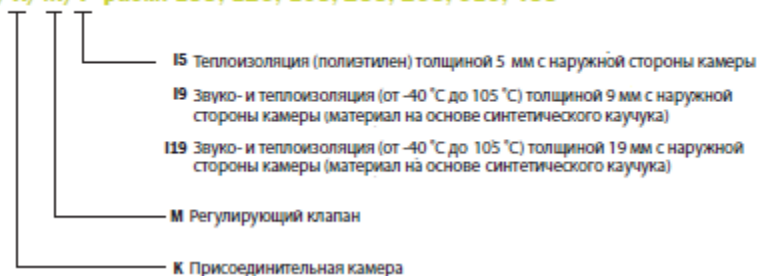 I5 Теплоизоляция (полиэтилен) толщиной 5 мм с наружной стороны камеры
I9 Звуко- и теплоизоляция (от -40 °C до 105 °C) толщиной 9 мм с наружной
стороны камеры (материал на основе синтетического каучука)
I19 Звуко- и теплоизоляция (от -40 °C до 105 °C) толщиной 19 мм с наружной
стороны камеры (материал на основе синтетического каучука)
М Регулирующий клапан
К Присоединительная камера